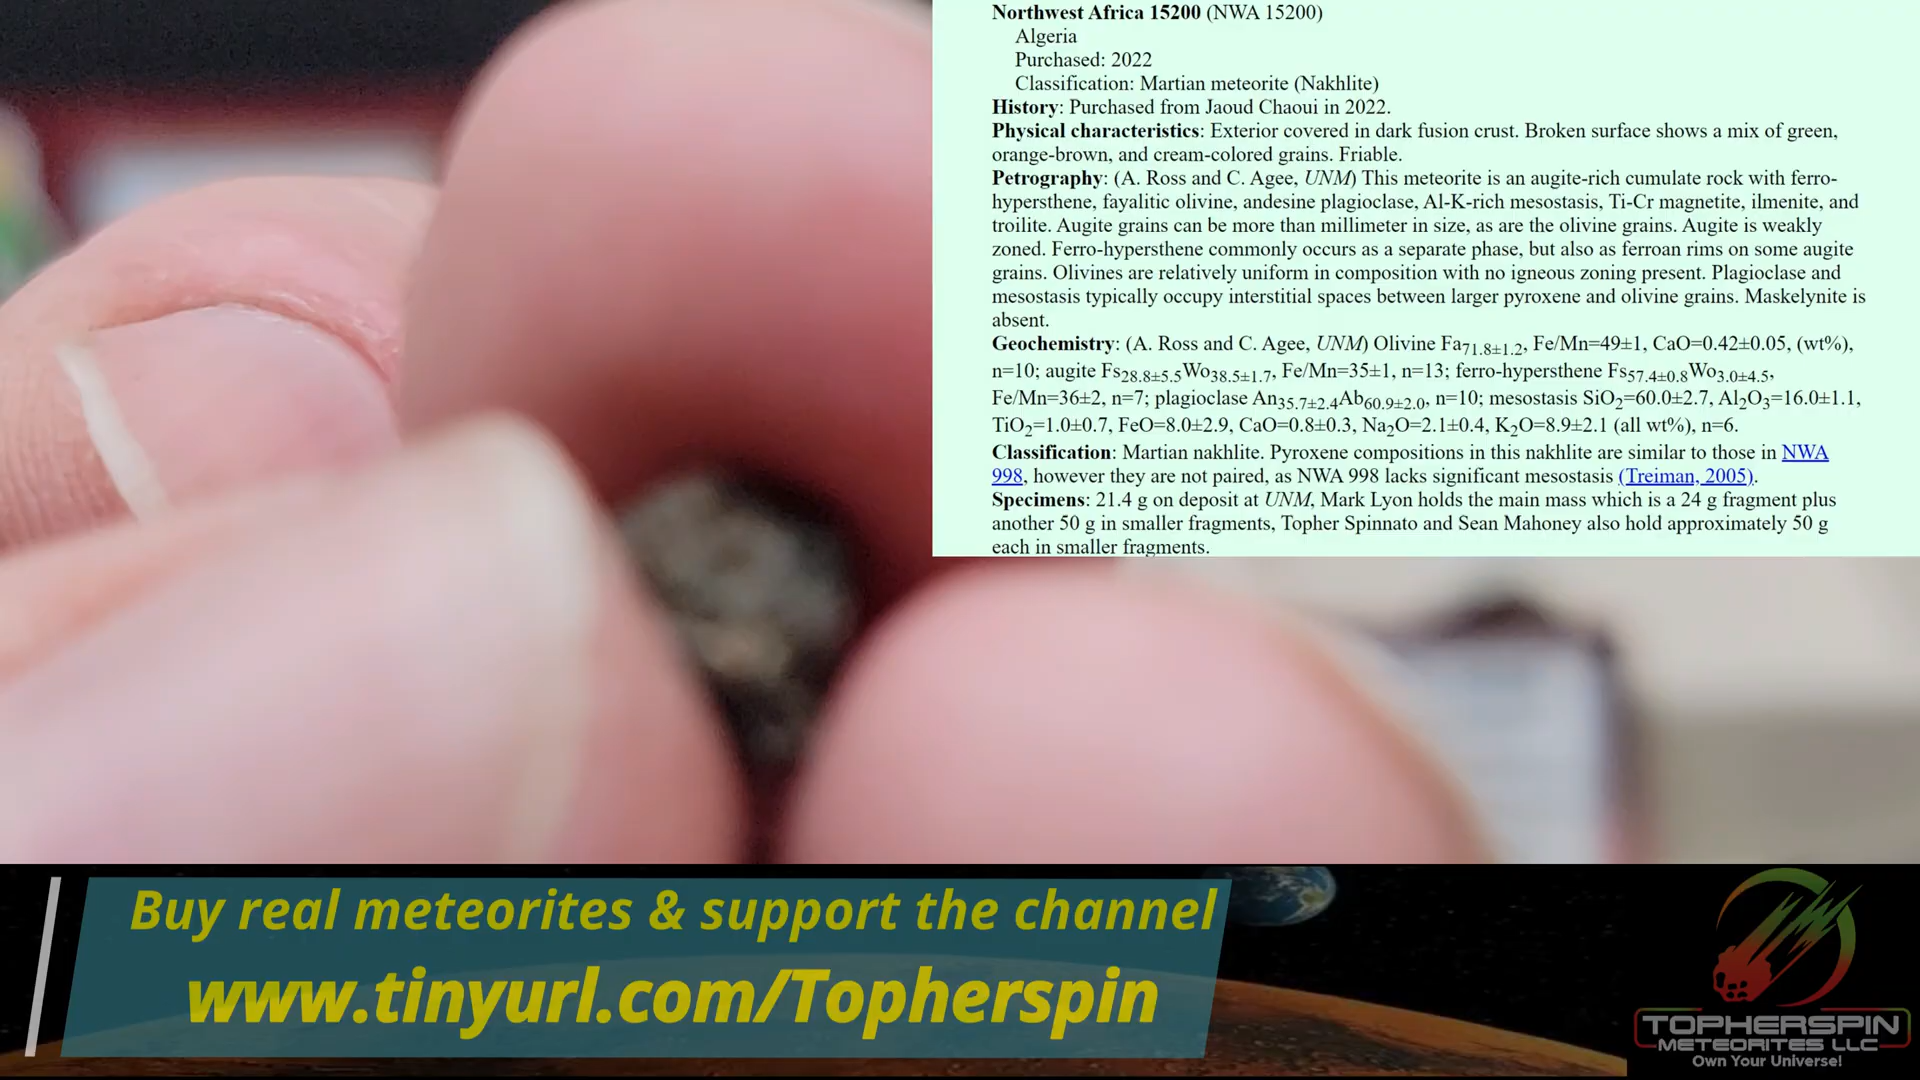 Northwest Africa 15200 (NWA 15200)
Algeria
Purchased: 2022
Classification: Martian meteorite (Nakhlite)
History: Purchased from Jaoud Chaoui in 2022.
Physical characteristics: Exterior covered in dark fusion crust. Broken surface shows a mix of green,
orange-brown, and cream-colored grains. Friable.
Petrography: (A. Ross and C. Agee, UNM) This meteorite is an augite-rich cumulate rock with ferro-
hypersthene, fayalitic olivine, andesine plagioclase, Al-K-rich mesostasis, Ti-Cr magnetite, ilmenite, and
troilite. Augite grains can be more than millimeter in size, as are the olivine grains. Augite is weakly
zoned. Ferro-hypersthene commonly occurs as a separate phase, but also as ferroan rims on some augite
grains. Olivines are relatively uniform in composition with no igneous zoning present. Plagioclase and
mesostasis typically occupy interstitial spaces between larger pyroxene and olivine grains. Maskelynite is
absent.
Geochemistry: (A. Ross and C. Agee, UNM) Olivine Fa71.8±1.2, Fe/Mn=49±1, CaO=0.42±0.05, (wt%),
n=10; augite Fs28.8±5.5Wo38.5±1.7, Fe/Mn=35±1, n=13; ferro-hypersthene Fs57.4±0.8Wo3.0±4.5,
Fe/Mn=36±2, n=7; plagioclase An35.7±2.4Ab60.9±2.0, n=10; mesostasis SiO2=60.0±2.7, Al2O3=16.0±1.1,
TiO2=1.0±0.7, FeO=8.0±2.9, CaO=0.8±0.3, Na2O=2.1±0.4, K2O=8.9±2.1 (all wt%), n=6.
Classification: Martian nakhlite. Pyroxene compositions in this nakhlite are similar to those in NWA
998, however they are not paired, as NWA 998 lacks significant mesostasis (Treiman, 2005).
Specimens: 21.4 g on deposit at UNM, Mark Lyon holds the main mass which is a 24 g fragment plus
another 50 g in smaller fragments, Topher Spinnato and Sean Mahoney also hold approximately 50 g
each in smaller fragments.
Buy real meteorites & support the channel
www.tinyurl.com/Topherspin
TOPHERSPIN
METEORITES LLC
Own Your Universe!